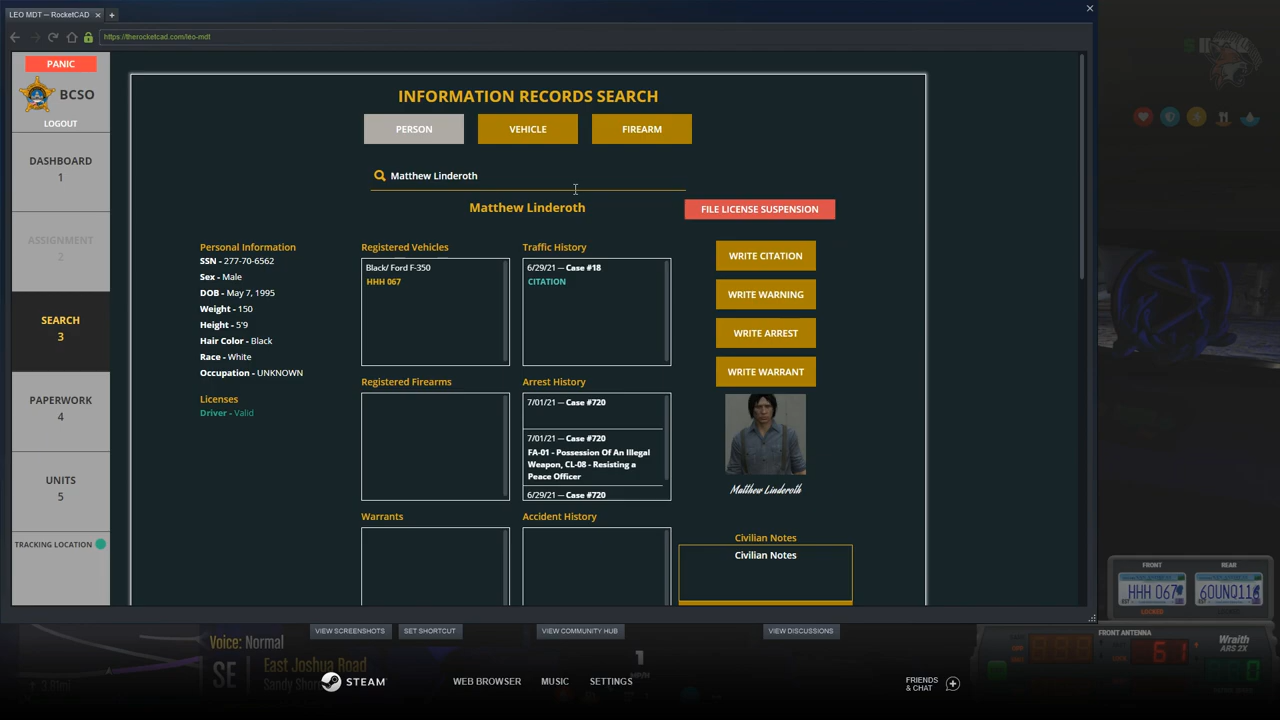 LEO MDT — RocketCAD
https://therocketcad.com/leo-mdt
PANIC
BCSO
LOGOUT
DASHBOARD
1
ASSIGNMENT
2
SEARCH
3
PAPERWORK
4
UNITS
5
TRACKING LOCATION
INFORMATION RECORDS SEARCH
PERSON
VEHICLE
FIREARM
Matthew Linderoth
Matthew Linderoth
FILE LICENSE SUSPENSION
Personal Information
SSN - 277-70-6562
Sex - Male
DOB - May 7, 1995
Weight - 150
Height - 5'9
Hair Color - Black
Race - White
Occupation - UNKNOWN
Licenses
Driver - Valid
Registered Vehicles
Black/ Ford F-350
HHH 067
Traffic History
6/29/21 — Case #18
CITATION
Registered Firearms
Arrest History
7/01/21 — Case #720
7/01/21 — Case #720
FA-01 - Possession Of An Illegal
Weapon, CL-08 - Resisting a
Peace Officer
6/29/21 — Case #720
Warrants
Accident History
WRITE CITATION
WRITE WARNING
WRITE ARREST
WRITE WARRANT
Matthew Linderoth
Civilian Notes
Civilian Notes
FRONT
REAR
HHH 067
60UNQ116
LOCKED
FRONT ANTENNA
61
Wraith
ARS 2X
VIEW SCREENSHOTS
SET SHORTCUT
VIEW COMMUNITY HUB
VIEW DISCUSSIONS
Voice: Normal
SE
East Joshua Road
Sandy Shore
1
STEAM
WEB BROWSER
MUSIC
SETTINGS
FRIENDS
& CHAT